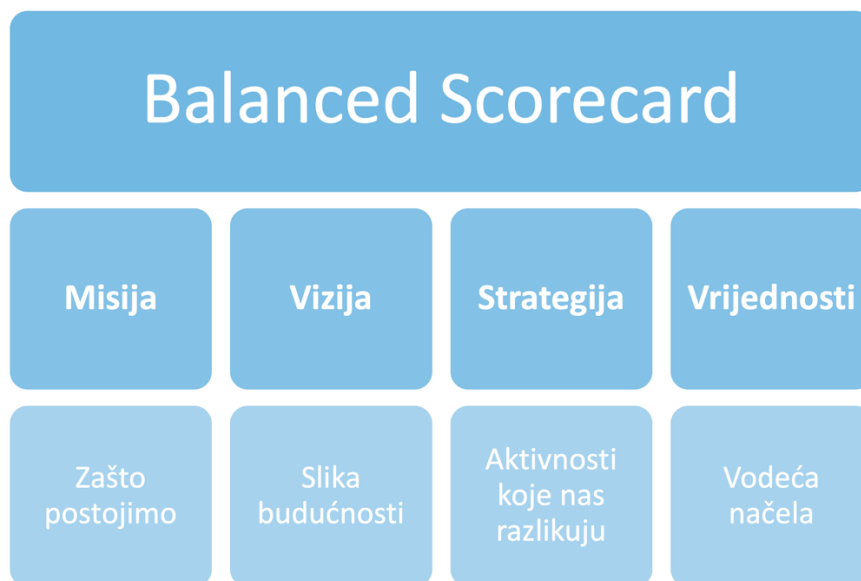 Balanced Scorecard
Misija
Vizija
Strategija
Vrijednosti
Zašto
postojimo
Slika
budućnosti
Aktivnosti
koje nas
razlikuju
Vodeća
načela